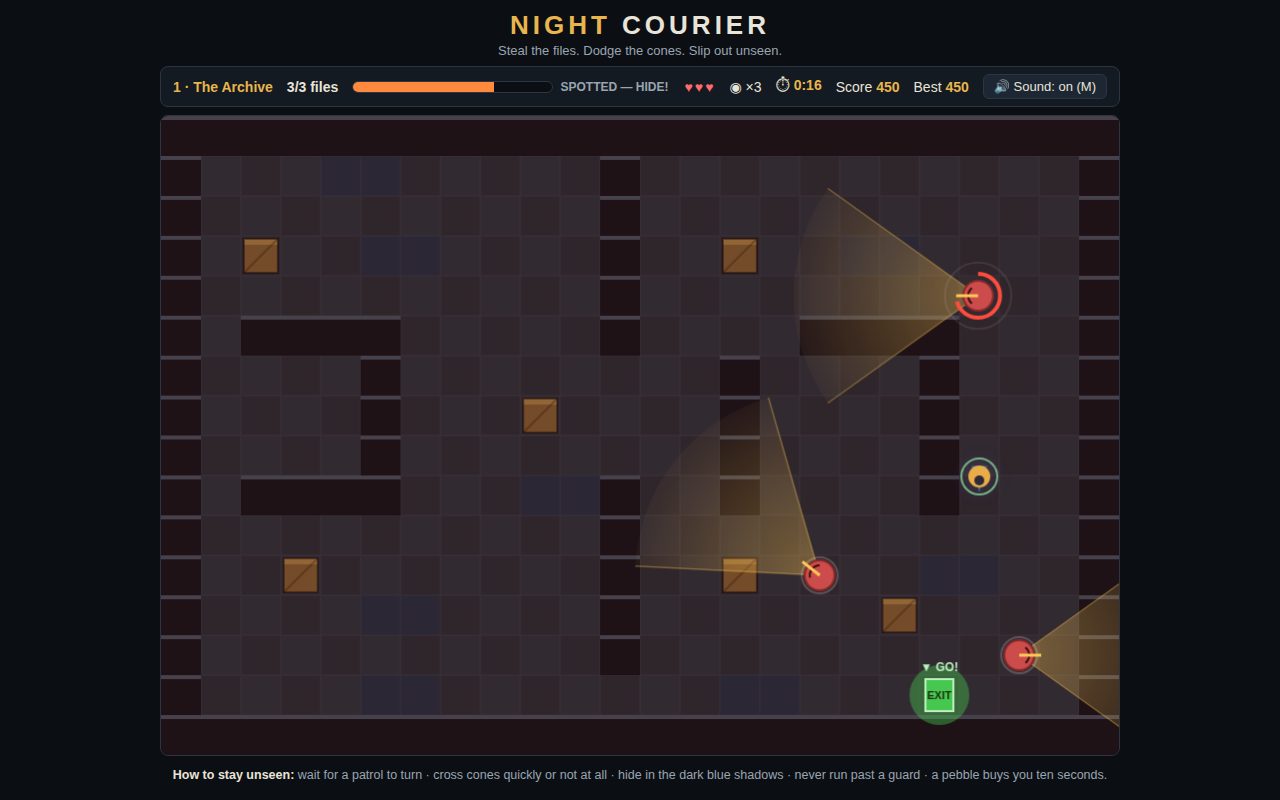 NIGHT COURIER
Steal the files. Dodge the cones. Slip out unseen.
1 · The Archive 3/3 files SPOTTED — HIDE! ♥♥♥ ◉ ×3 ⏱ 0:16 Score 450 Best 450 🔊 Sound: on (M)
▼ GO!
EXIT
How to stay unseen: wait for a patrol to turn · cross cones quickly or not at all · hide in the dark blue shadows · never run past a guard · a pebble buys you ten seconds.